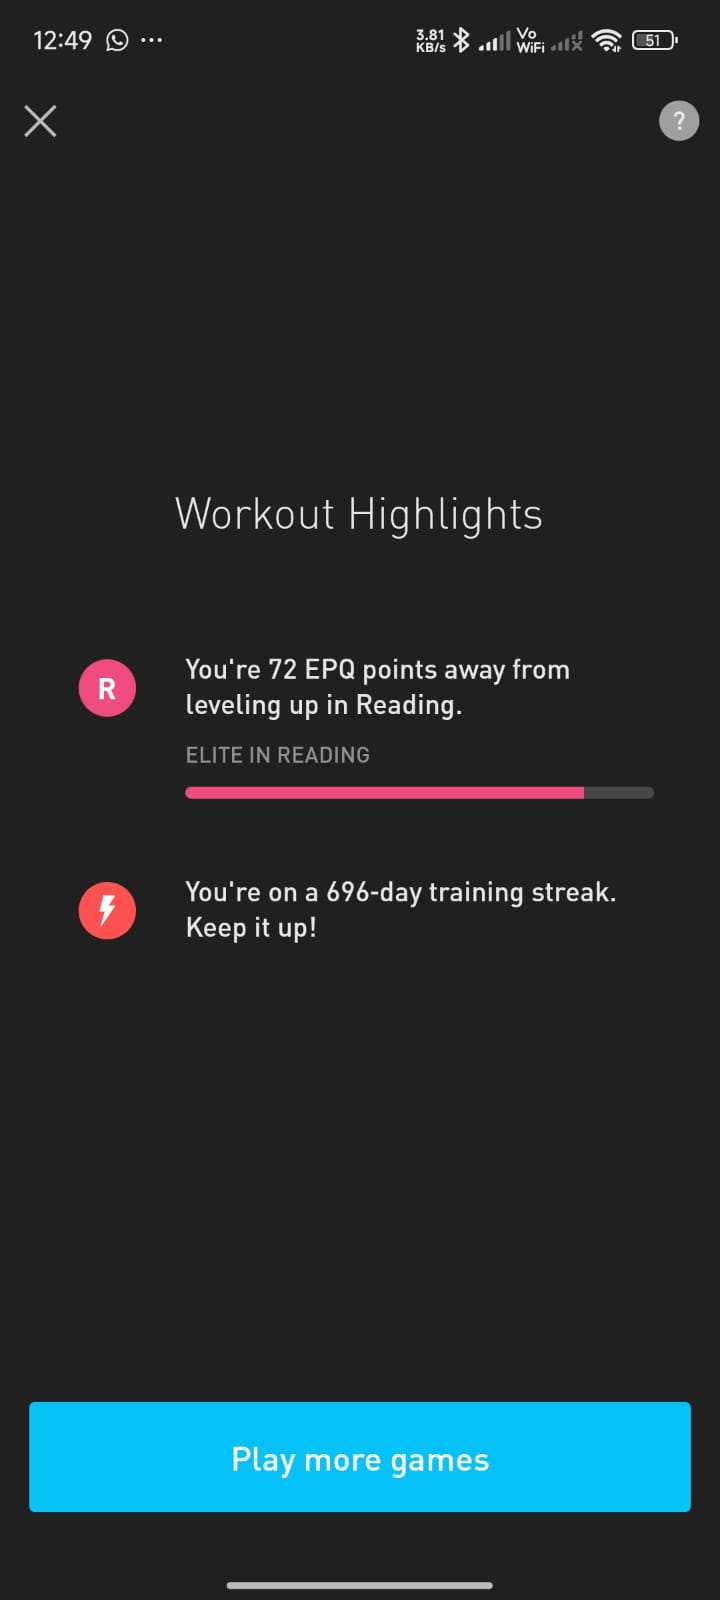 12:49 ...
3.81 KB/s Vo WiFi 51
?
Workout Highlights
R
You're 72 EPQ points away from
leveling up in Reading.
ELITE IN READING
You're on a 696-day training streak.
Keep it up!
Play more games